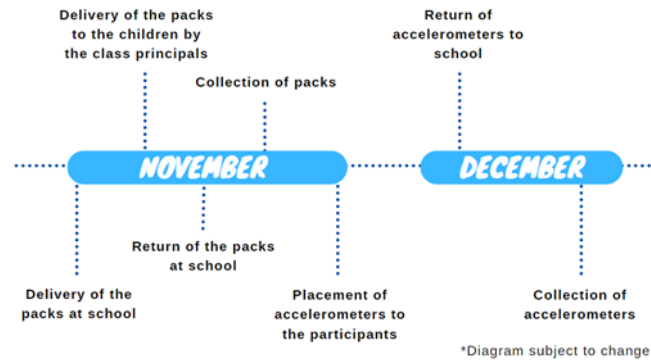 Delivery of the packs
to the children by
the class principals
Return of
accelerometers to
school
Collection of packs
NOVEMBER
DECEMBER
Return of the packs
at school
Delivery of the
packs at school
Placement of
accelerometers to
the participants
Collection of
accelerometers
*Diagram subject to change